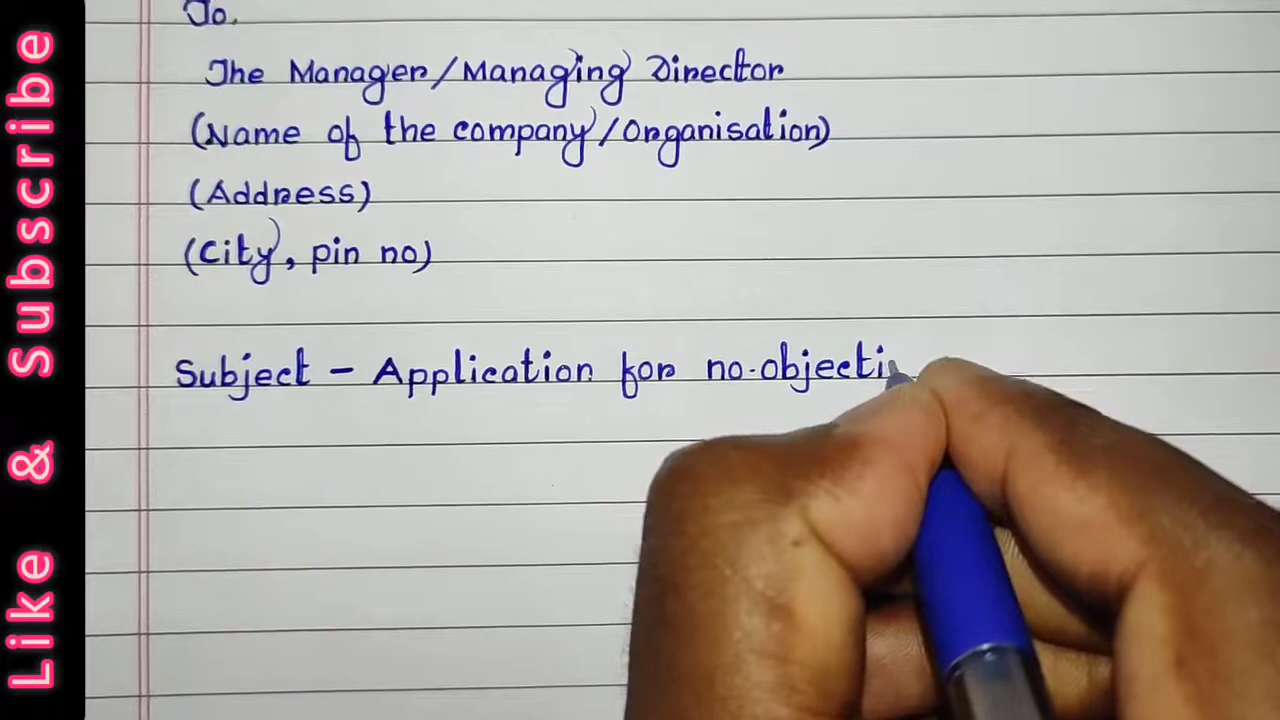 To,
The Manager/Managing Director
(Name of the company/Organisation)
(Address)
(City, pin no)
Subject - Application for no-objecti
Like & Subscribe